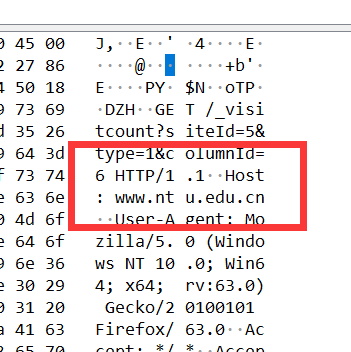 0 45 00 J,··E··'·4····E·
2 27 86 ····@·· · ····+b'·
4 50 18 E····PY·$N··oTP·
9 73 69 ·DZH··GE T /_visi
d 35 26 tcount?s iteId=5&
9 64 3d type=1&c olumnId=
f 73 74 6 HTTP/1 .1··Host
e 63 6e : www.nt u.edu.cn
0 4d 6f ··User-A gent: Mo
e 64 6f zilla/5. 0 (Windo
9 6e 36 ws NT 10 .0; Win6
e 30 29 4; x64; rv:63.0)
0 31 20 Gecko/2 0100101
a 41 63 Firefox/ 63.0··Ac
3 65 70 cept: */ *··Accep